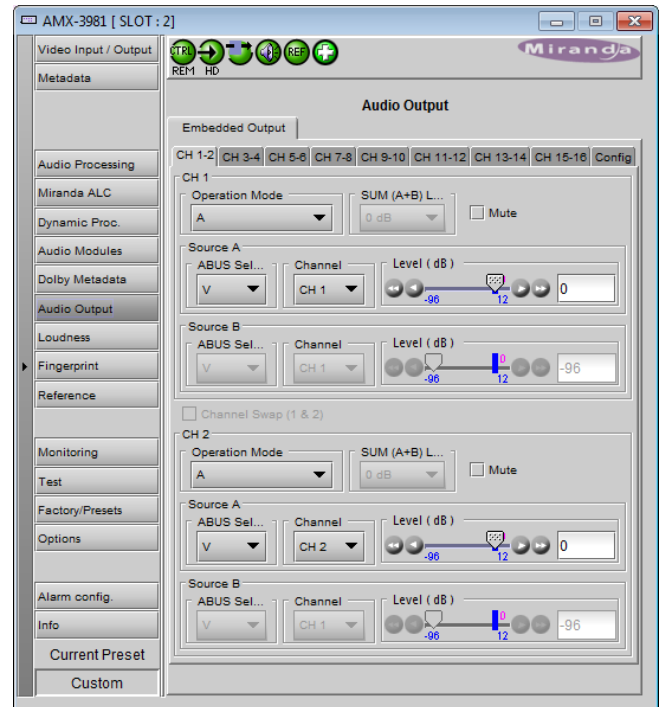 AMX-3981 [ SLOT : 2]
Video Input / Output
Metadata
Audio Processing
Miranda ALC
Dynamic Proc.
Audio Modules
Dolby Metadata
Audio Output
Loudness
Fingerprint
Reference
Monitoring
Test
Factory/Presets
Options
Alarm config.
Info
Current Preset
Custom
CTRL REF
REM HD
Miranda
Audio Output
Embedded Output
CH 1-2 CH 3-4 CH 5-6 CH 7-8 CH 9-10 CH 11-12 CH 13-14 CH 15-16 Config
CH 1
Operation Mode SUM (A+B) L...
A 0 dB Mute
Source A
ABUS Sel... Channel Level ( dB )
V CH 1 0
-96 12
Source B
ABUS Sel... Channel Level ( dB )
0
V CH 1 -96
-96 12
Channel Swap (1 & 2)
CH 2
Operation Mode SUM (A+B) L...
A 0 dB Mute
Source A
ABUS Sel... Channel Level ( dB )
V CH 2 0
-96 12
Source B
ABUS Sel... Channel Level ( dB )
0
V CH 1 -96
-96 12